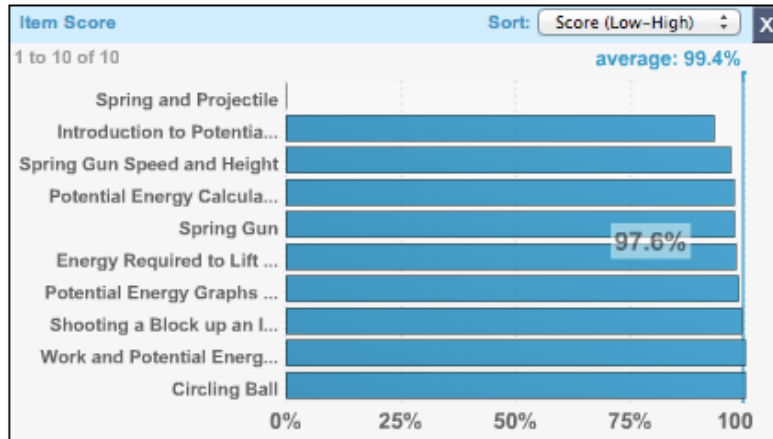 Item Score Sort: Score (Low-High) X
1 to 10 of 10 average: 99.4%
Spring and Projectile
Introduction to Potentia...
Spring Gun Speed and Height
Potential Energy Calcula...
Spring Gun
97.6%
Energy Required to Lift ...
Potential Energy Graphs ...
Shooting a Block up an I...
Work and Potential Energ...
Circling Ball
0% 25% 50% 75% 100